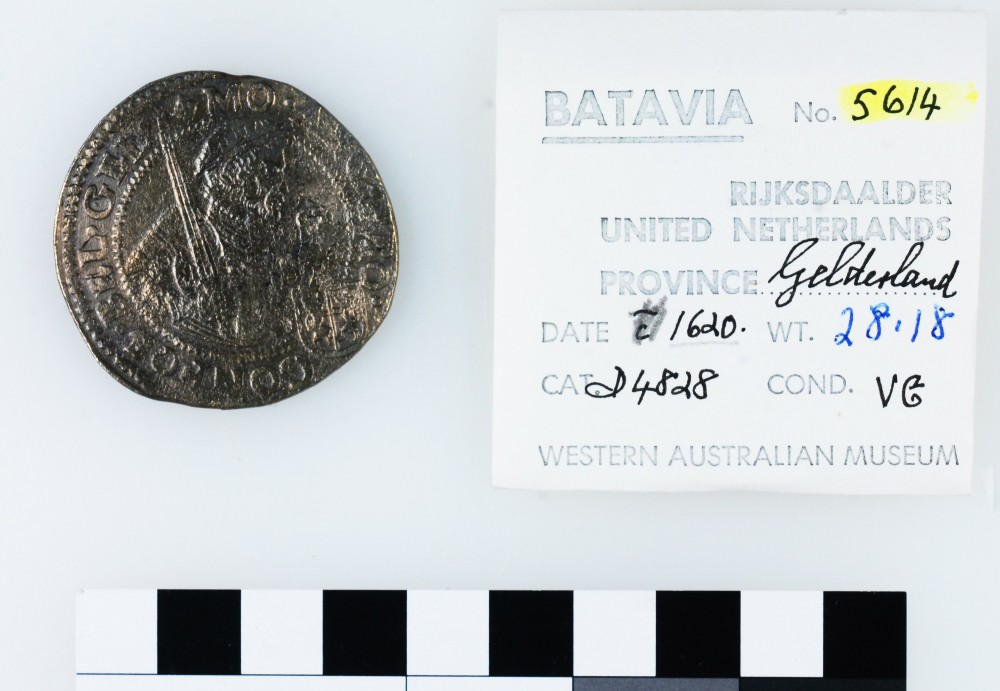 BATAVIA No. 5614
RIJKSDAALDER
UNITED NETHERLANDS
PROVINCE Gelderland
DATE c 1620. WT. 28.18
CAT. D4828 COND. VG
WESTERN AUSTRALIAN MUSEUM
MO